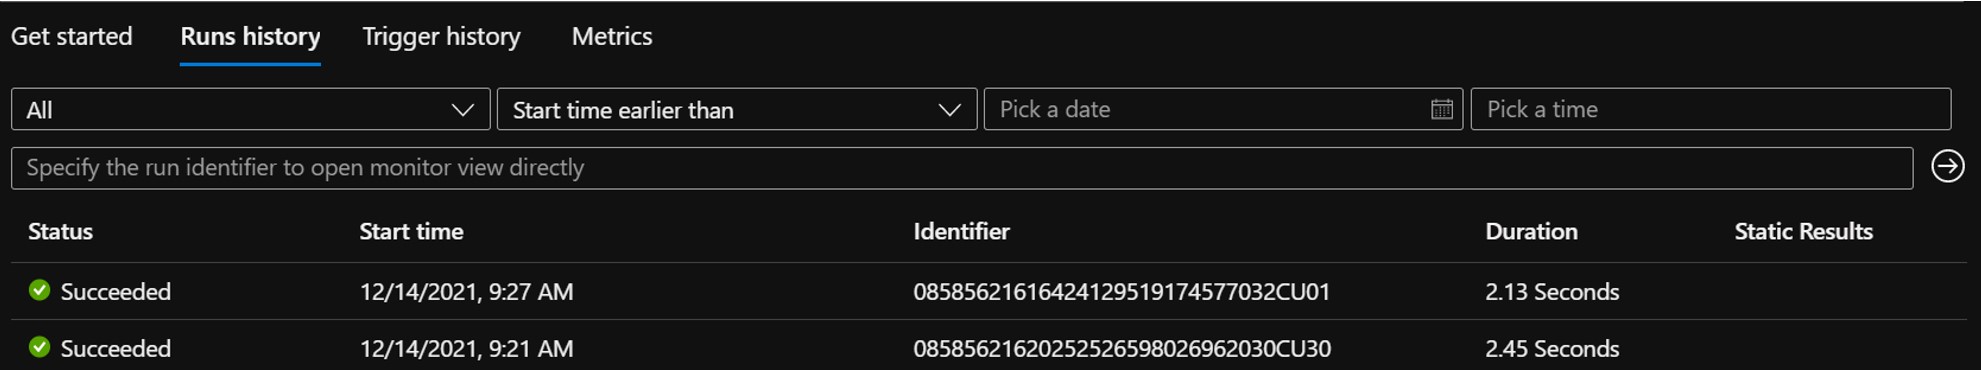 Get started Runs history Trigger history Metrics
All Start time earlier than Pick a date Pick a time
Specify the run identifier to open monitor view directly
Status Start time Identifier Duration Static Results
Succeeded 12/14/2021, 9:27 AM 08585621616424129519174577032CU01 2.13 Seconds
Succeeded 12/14/2021, 9:21 AM 08585621620252526598026962030CU30 2.45 Seconds